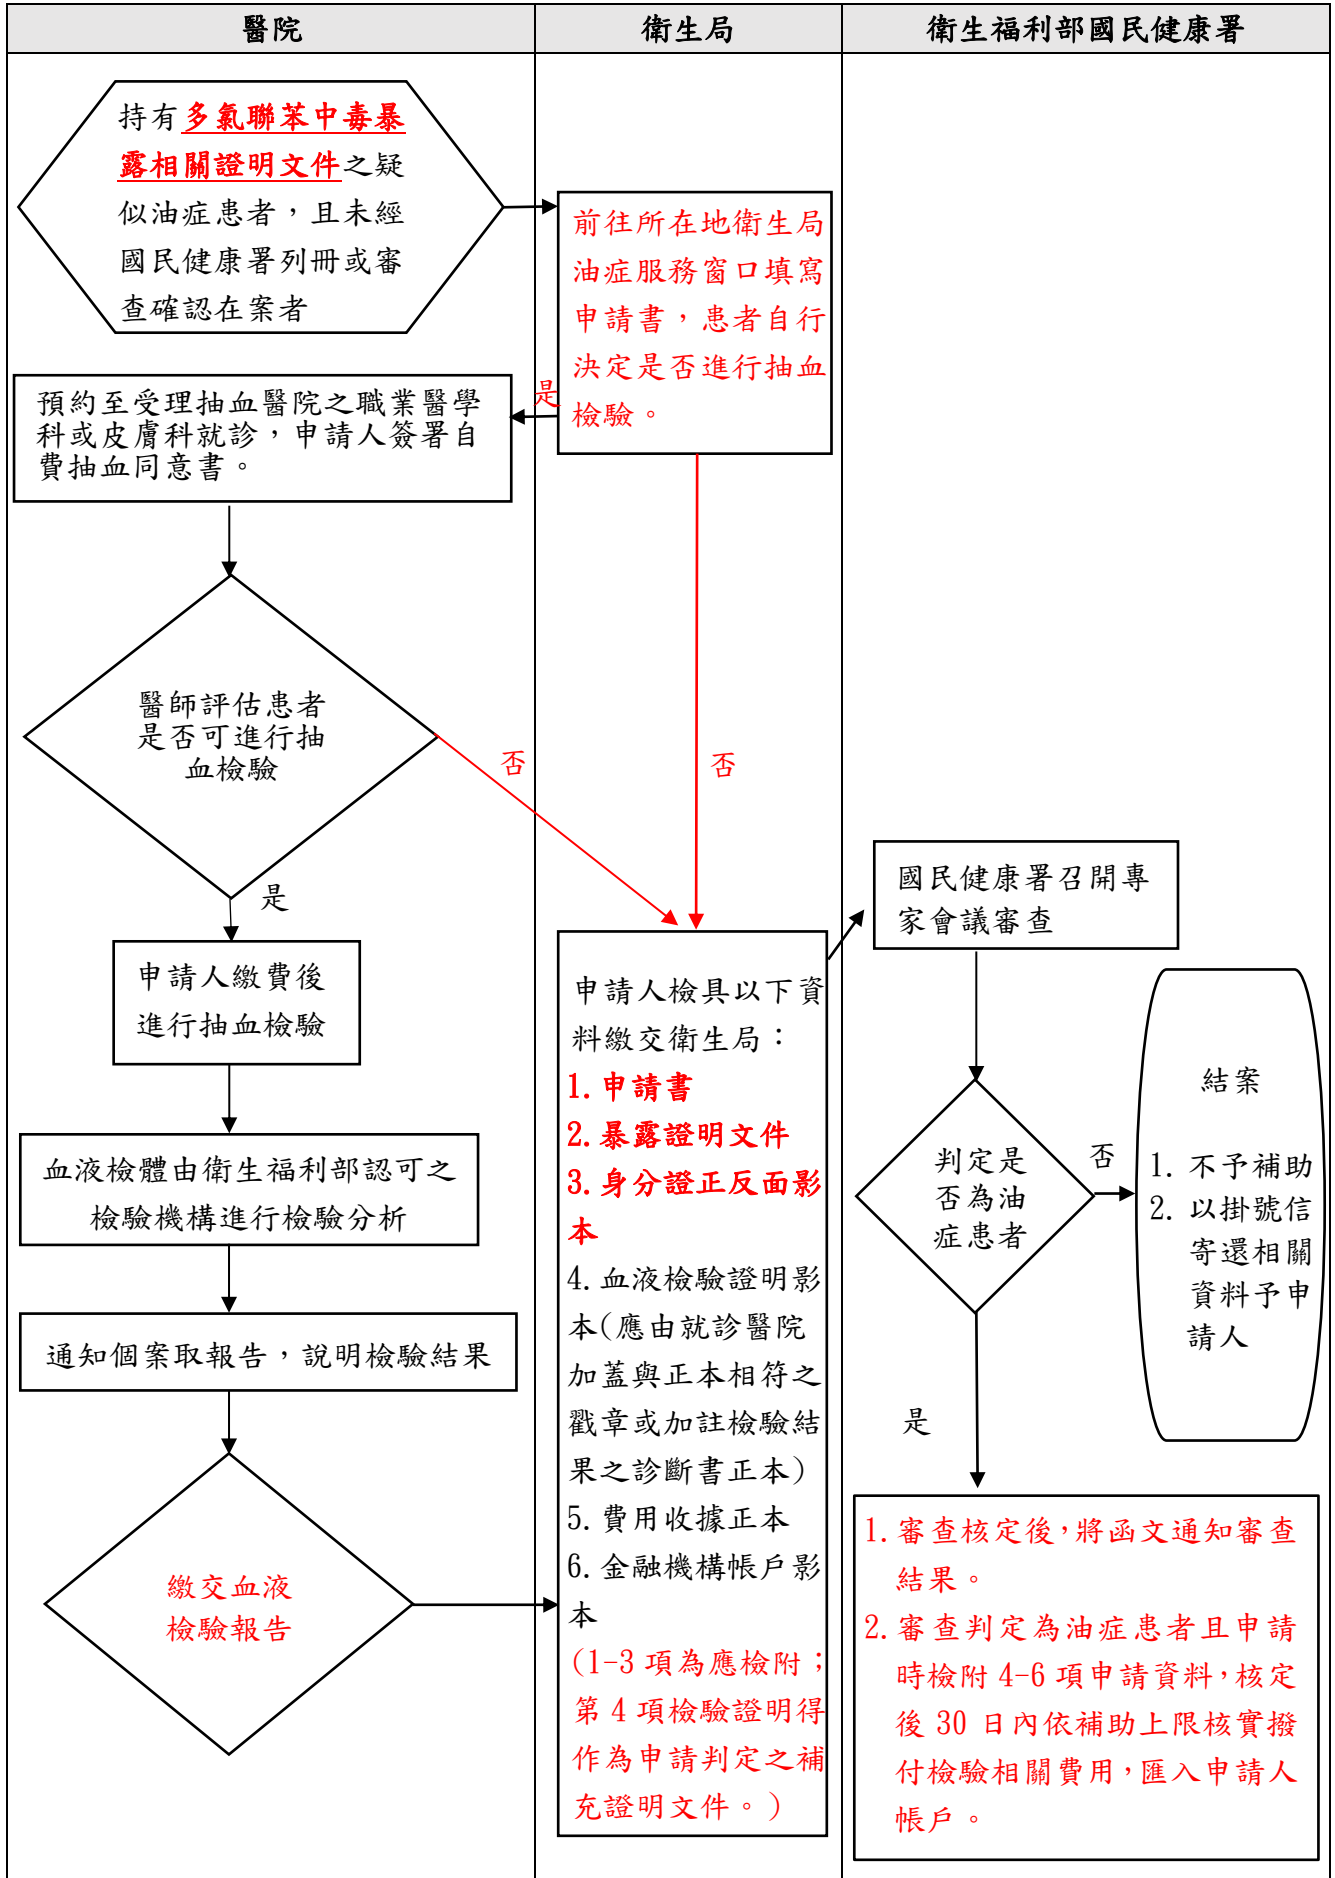 醫院
衛生局
衛生福利部國民健康署
持有多氯聯苯中毒暴
露相關證明文件之疑
似油症患者，且未經
國民健康署列冊或審
查確認在案者
前往所在地衛生局
油症服務窗口填寫
申請書，患者自行
決定是否進行抽血
檢驗。
是
預約至受理抽血醫院之職業醫學
科或皮膚科就診，申請人簽署自
費抽血同意書。
醫師評估患者
是否可進行抽
血檢驗
否
否
是
申請人繳費後
進行抽血檢驗
血液檢體由衛生福利部認可之
檢驗機構進行檢驗分析
通知個案取報告，說明檢驗結果
繳交血液
檢驗報告
申請人檢具以下資
料繳交衛生局：
1.申請書
2.暴露證明文件
3.身分證正反面影
本
4.血液檢驗證明影
本(應由就診醫院
加蓋與正本相符之
戳章或加註檢驗結
果之診斷書正本)
5.費用收據正本
6.金融機構帳戶影
本
(1-3 項為應檢附；
第 4 項檢驗證明得
作為申請判定之補
充證明文件。)
國民健康署召開專
家會議審查
判定是
否為油
症患者
否
結案
1. 不予補助
2. 以掛號信
寄還相關
資料予申
請人
是
1. 審查核定後，將函文通知審查
結果。
2. 審查判定為油症患者且申請
時檢附 4-6 項申請資料，核定
後 30 日內依補助上限核實撥
付檢驗相關費用，匯入申請人
帳戶。